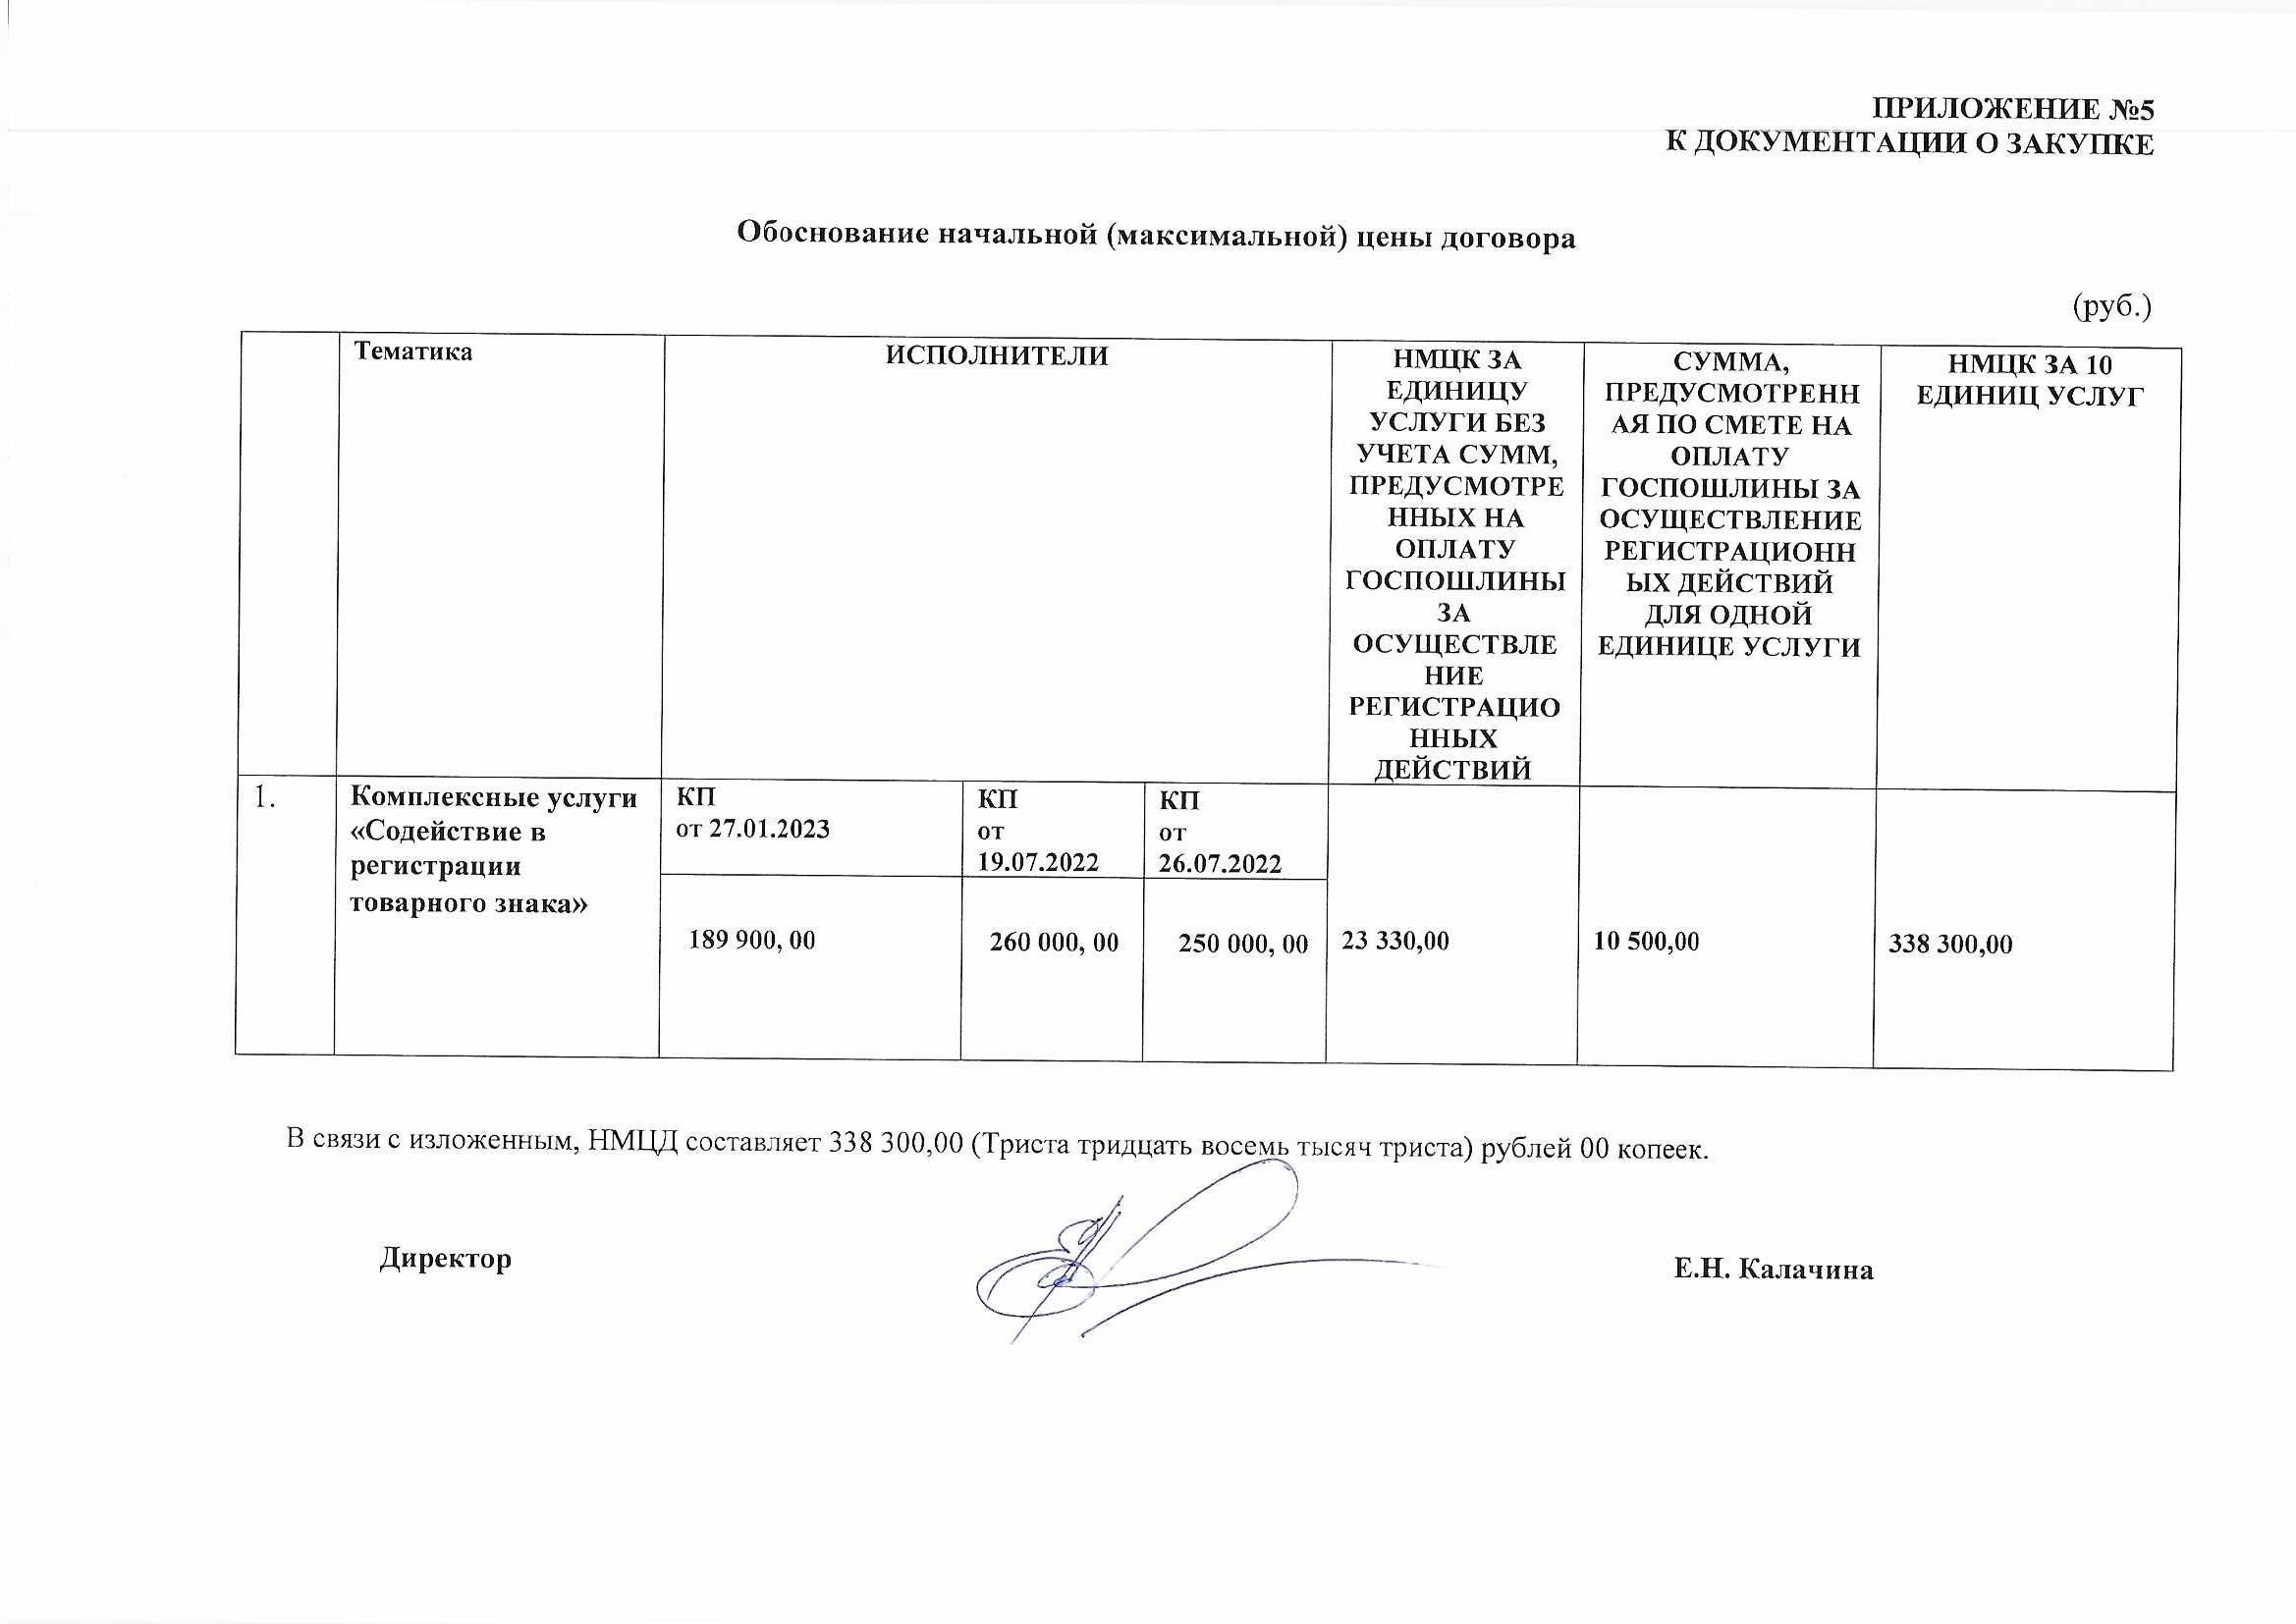 ПРИЛОЖЕНИЕ №5
К ДОКУМЕНТАЦИИ О ЗАКУПКЕ
Обоснование начальной (максимальной) цены договора
(руб.)
Тематика
ИСПОЛНИТЕЛИ
НМЦК ЗА
ЕДИНИЦУ
УСЛУГИ БЕЗ
УЧЕТА СУММ,
ПРЕДУСМОТРЕ
ННЫХ НА
ОПЛАТУ
ГОСПОШЛИНЫ
ЗА
ОСУЩЕСТВЛЕ
НИЕ
РЕГИСТРАЦИО
ННЫХ
ДЕЙСТВИЙ
СУММА,
ПРЕДУСМОТРЕНН
АЯ ПО СМЕТЕ НА
ОПЛАТУ
ГОСПОШЛИНЫ ЗА
ОСУЩЕСТВЛЕНИЕ
РЕГИСТРАЦИОНН
ЫХ ДЕЙСТВИЙ
ДЛЯ ОДНОЙ
ЕДИНИЦЕ УСЛУГИ
НМЦК ЗА 10
ЕДИНИЦ УСЛУГ
1.
Комплексные услуги
«Содействие в
регистрации
товарного знака»
КП
от 27.01.2023
КП
от
19.07.2022
КП
от
26.07.2022
189 900, 00
260 000, 00
250 000, 00
23 330,00
10 500,00
338 300,00
В связи с изложенным, НМЦД составляет 338 300,00 (Триста тридцать восемь тысяч триста) рублей 00 копеек.
Директор
Е.Н. Калачина